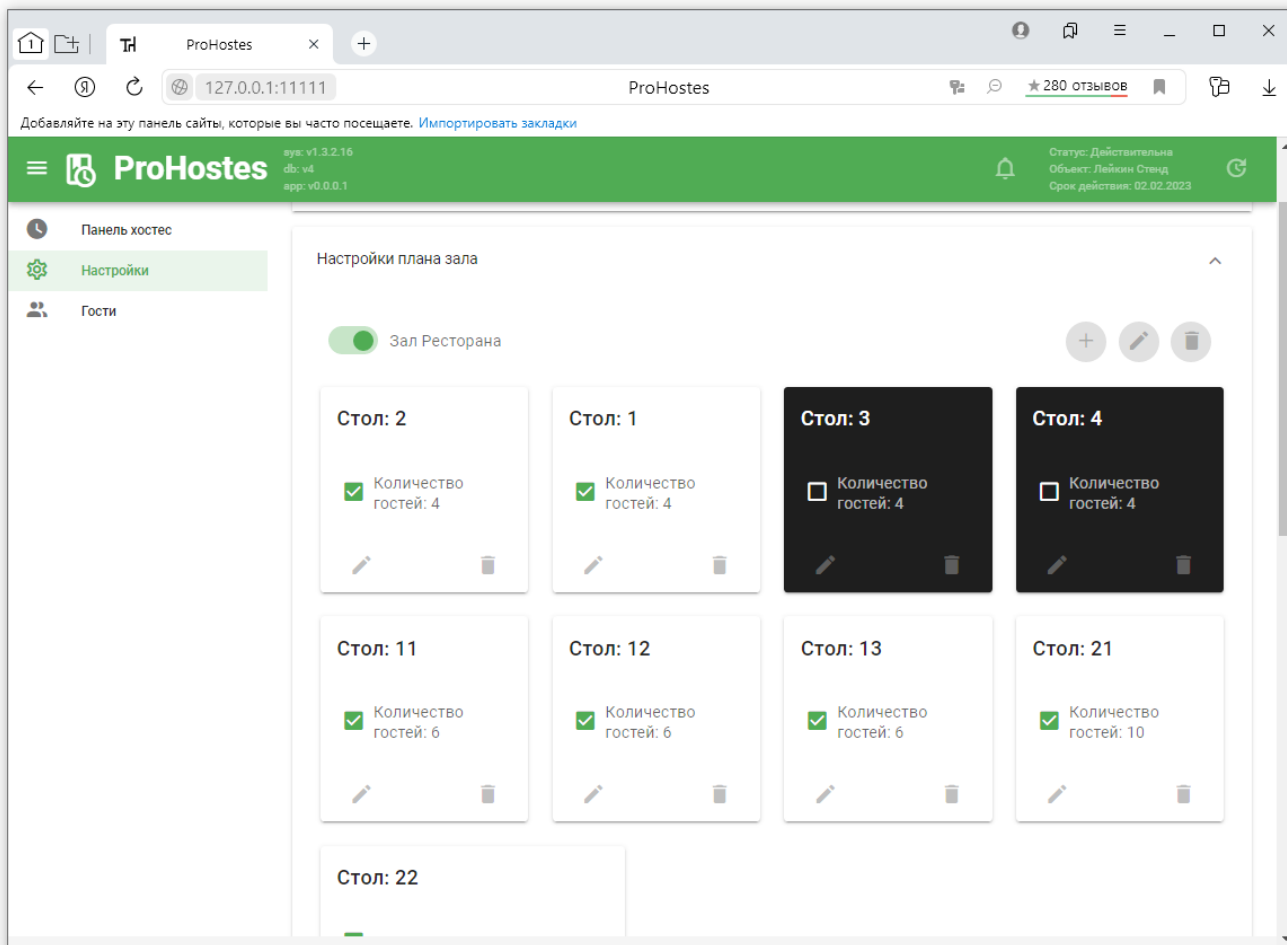 1
ProHostes
127.0.0.1:11111
ProHostes
280 отзывов
Добавляйте на эту панель сайты, которые вы часто посещаете. Импортировать закладки
ProHostes
sys: v1.3.2.16
db: v4
app: v0.0.0.1
Статус: Действительна
Объект: Лейкин Стенд
Срок действия: 02.02.2023
Панель хостес
Настройки
Гости
Настройки плана зала
Зал Ресторана
Стол: 2
Количество
гостей: 4
Стол: 1
Количество
гостей: 4
Стол: 3
Количество
гостей: 4
Стол: 4
Количество
гостей: 4
Стол: 11
Количество
гостей: 6
Стол: 12
Количество
гостей: 6
Стол: 13
Количество
гостей: 6
Стол: 21
Количество
гостей: 10
Стол: 22